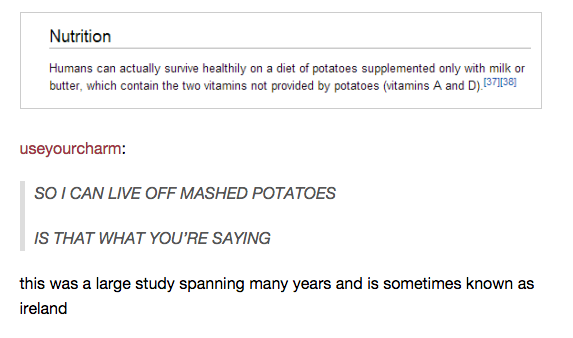 Nutrition
Humans can actually survive healthily on a diet of potatoes supplemented only with milk or
butter, which contain the two vitamins not provided by potatoes (vitamins A and D).[37][38]
useyourcharm:
SO I CAN LIVE OFF MASHED POTATOES
IS THAT WHAT YOU'RE SAYING
this was a large study spanning many years and is sometimes known as
ireland